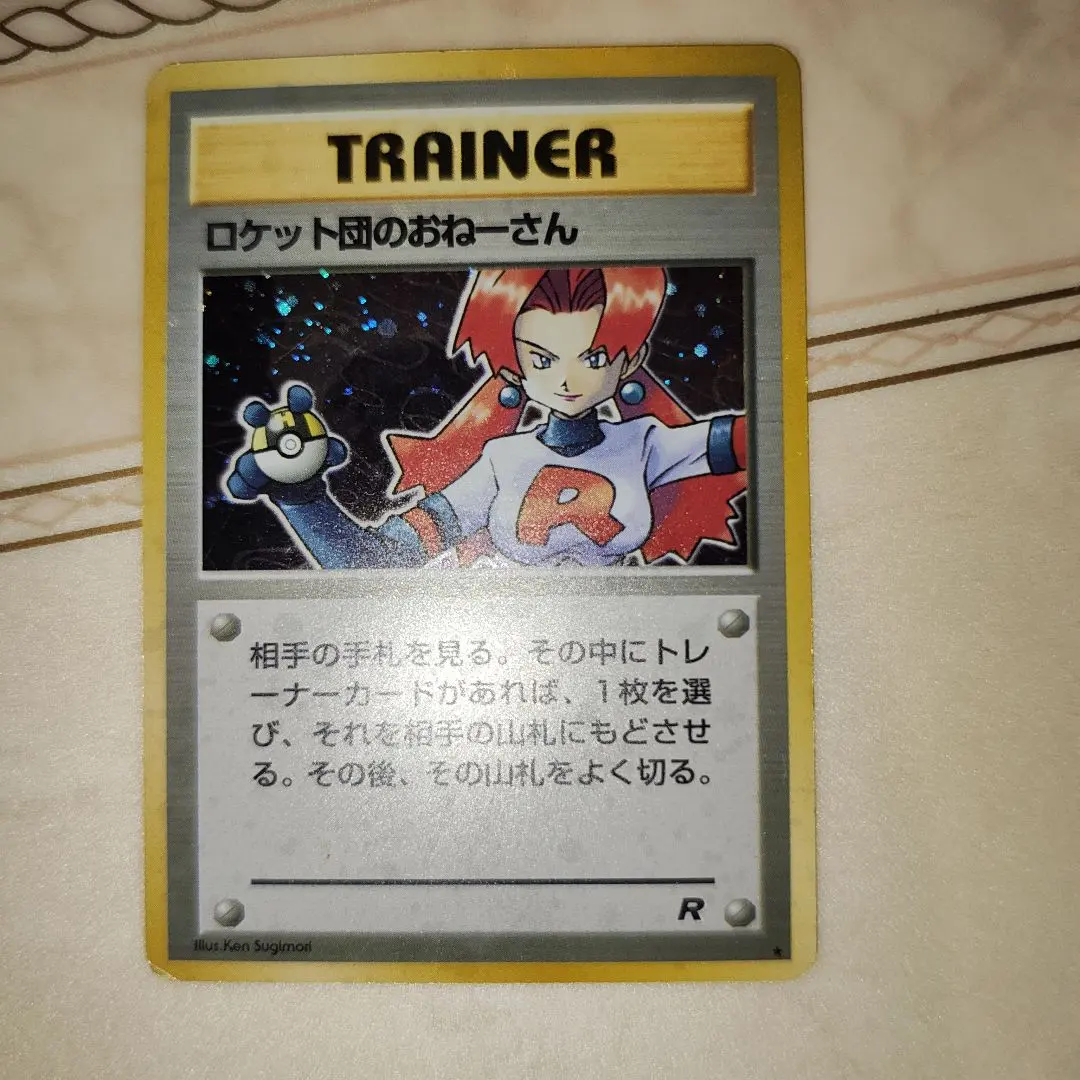 TRAINER
ロケット団のおねーさん
R
相手の手札を見る。その中にトレ
ーナーカードがあれば、1枚を選
び、それを相手の山札にもどさせ
る。その後、その山札をよく切る。
R
Illus. Ken Sugimori
★